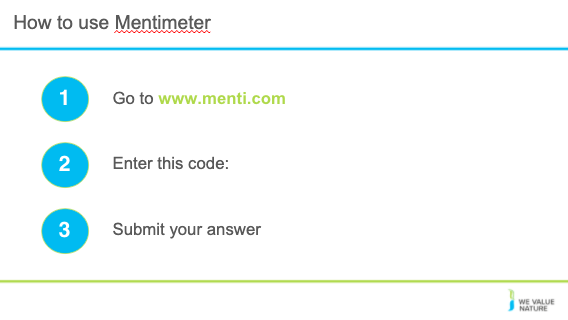 How to use Mentimeter
1
Go to www.menti.com
2
Enter this code:
3
Submit your answer
WE VALUE
NATURE